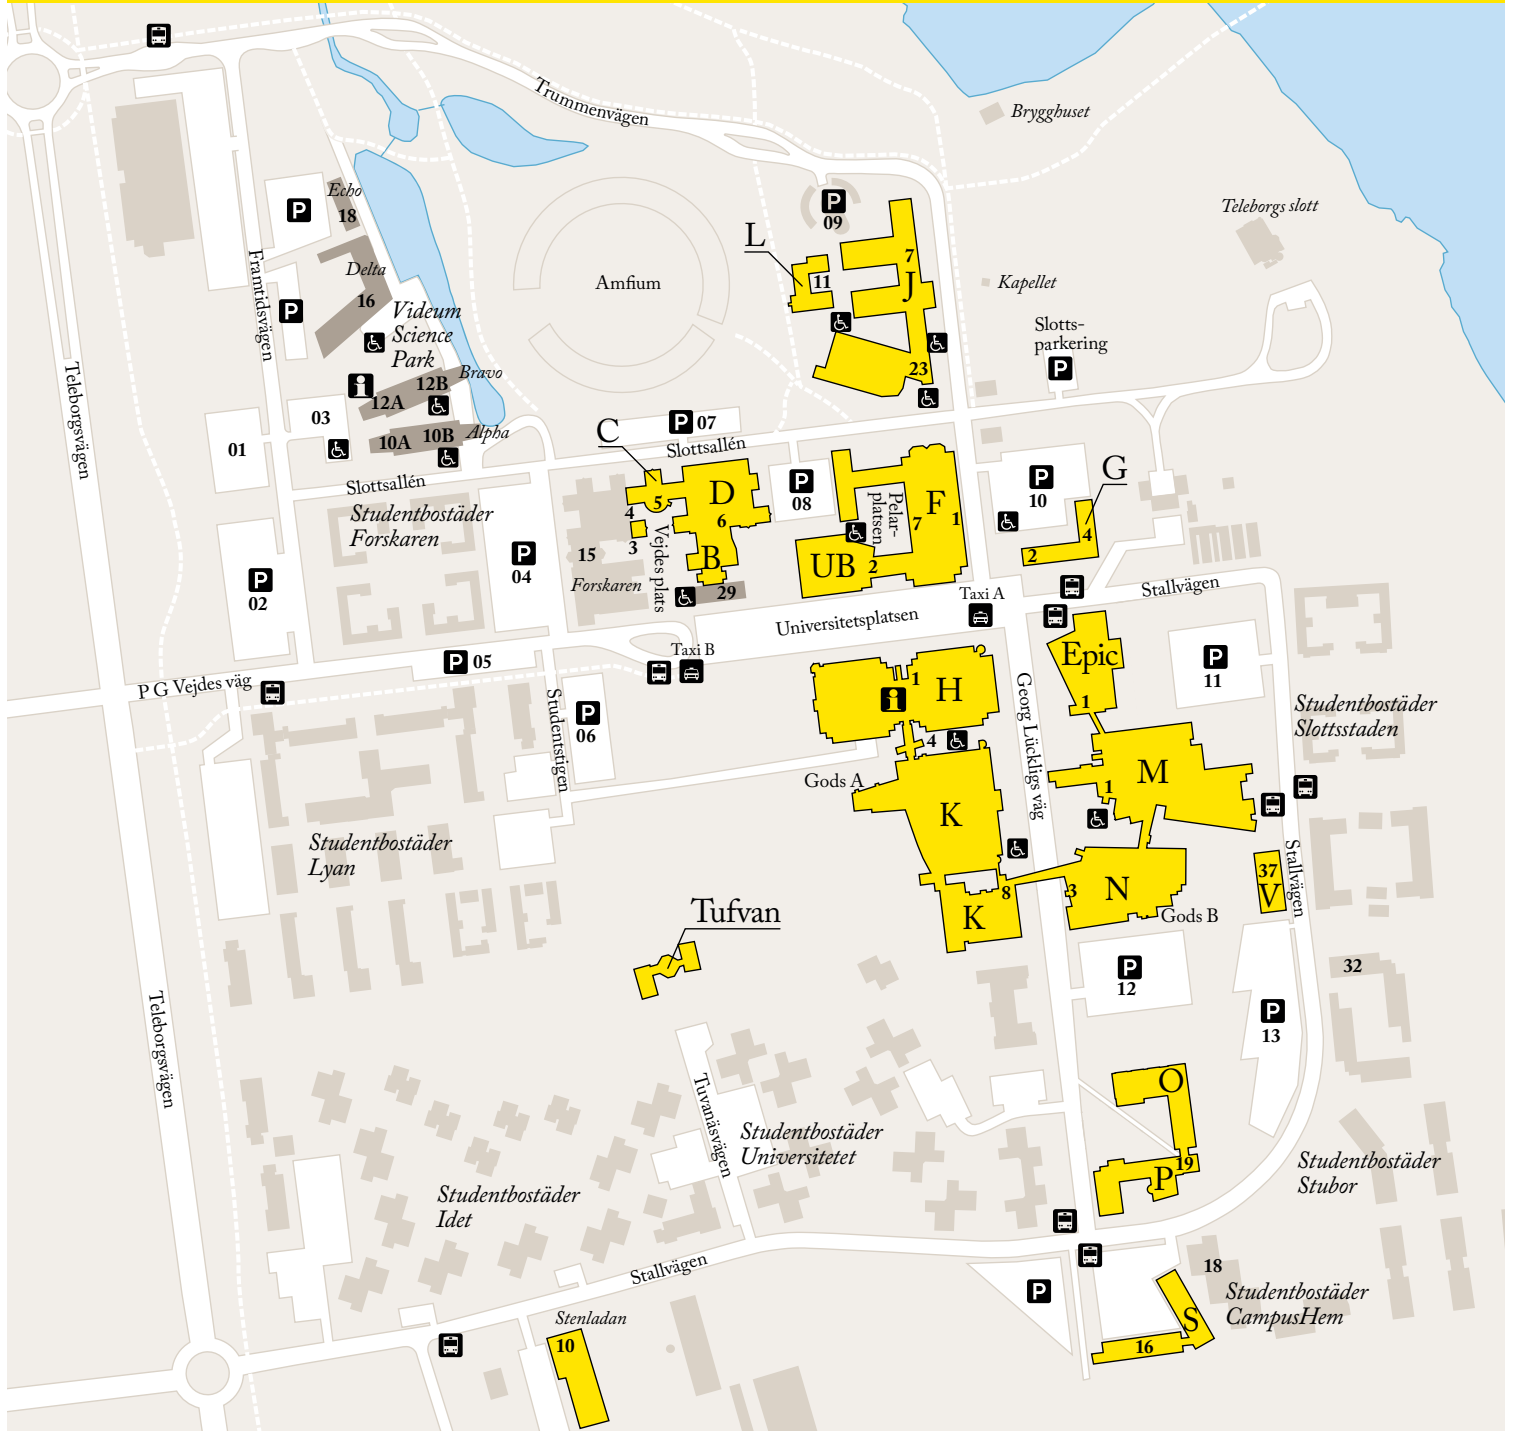 Trummenvägen
Brygghuset
P
Echo
18
P
09
Teleborgs slott
L
7
Framtidsvägen
Delta
16
P
Amfium
11
J
Kapellet
Videum
Science
Park
Slotts-
parkering
P
Teleborgsvägen
Bravo
12B
12A
23
03
10B
10A
Alpha
01
P 07
C
Slottsallén
Slottsallén
G
D
5
4
6
P
08
Pelar-
platsen
F
7
1
P
10
Studentbostäder
Forskaren
3
Vejdes plats
15
B
UB
2
2
4
P
04
P
02
Forskaren
29
Taxi A
Stallvägen
Universitetsplatsen
Taxi B
P 05
P G Vejdes väg
Epic
1
P
11
1
H
4
Studentstigen
P
06
Georg Lückligs väg
Studentbostäder
Slottsstaden
Gods A
M
1
K
Studentbostäder
Lyan
Stallvägen
37
V
8
3
N
K
Gods B
Tufvan
P
12
32
P
13
Teleborgsvägen
Tuvanäsvägen
O
Studentbostäder
Universitetet
19
P
Studentbostäder
Stubor
Studentbostäder
Idet
Stallvägen
18
P
Studentbostäder
CampusHem
S
16
Stenladan
10